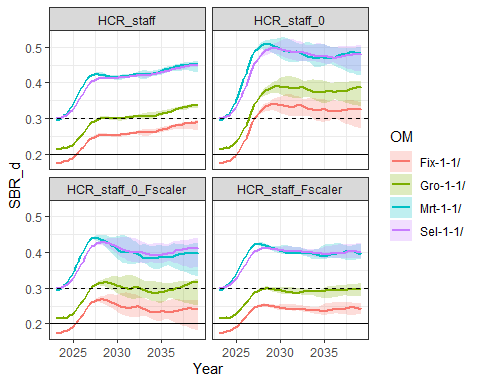 HCR_staff
HCR_staff_0
0.5
0.4
0.3
0.2
HCR_staff_0_Fscaler
HCR_staff_Fscaler
0.5
0.4
0.3
0.2
SBR_d
2025
2030
2035
2025
2030
2035
Year
OM
Fix-1-1/
Gro-1-1/
Mrt-1-1/
Sel-1-1/